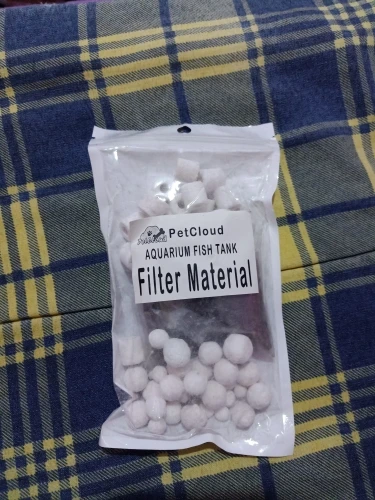 PetCloud
AQUARIUM FISH TANK
Filter Material